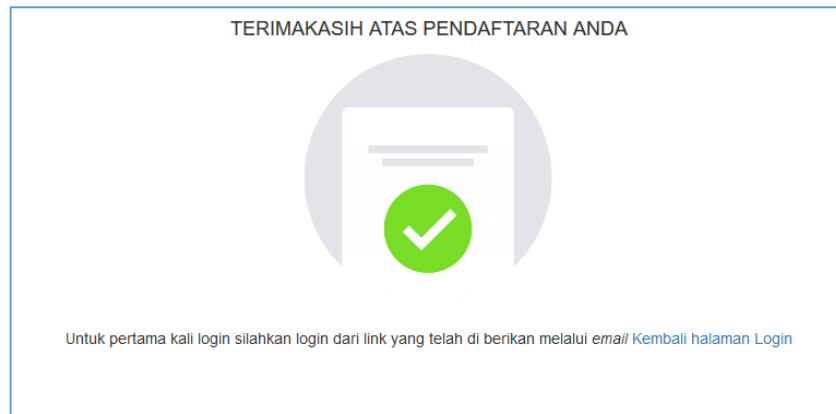 TERIMAKASIH ATAS PENDAFTARAN ANDA
Untuk pertama kali login silahkan login dari link yang telah di berikan melalui email Kembali halaman Login